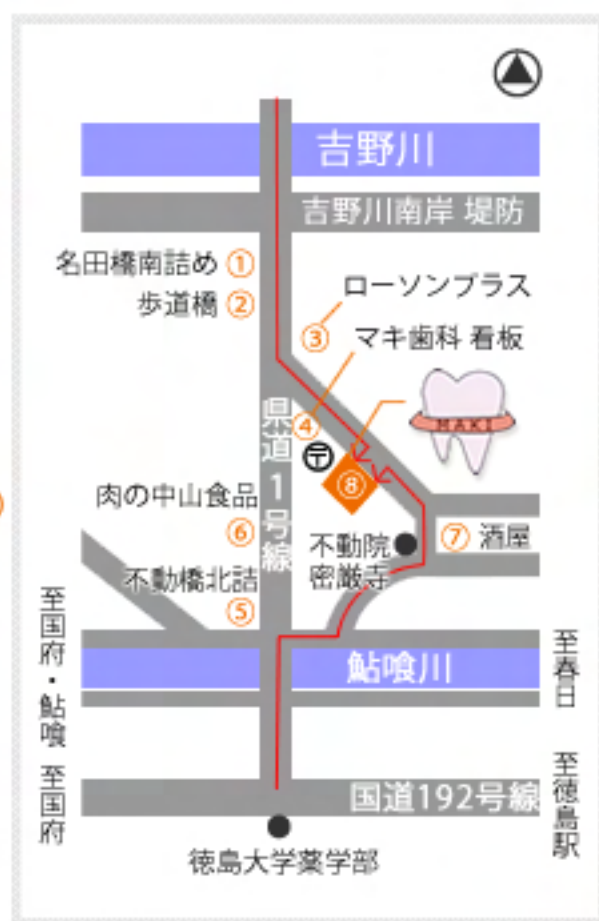 吉野川
吉野川南岸 堤防
名田橋南詰め ①
歩道橋 ②
ローソンプラス
③
マキ歯科 看板
④
MAKI
県道1号線
〒
⑧
肉の中山食品
⑥
不動院
密厳寺
⑦ 酒屋
不動橋北詰
⑤
至国府・鮎喰
鮎喰川
至春日
至国府
国道192号線
至徳島駅
徳島大学薬学部